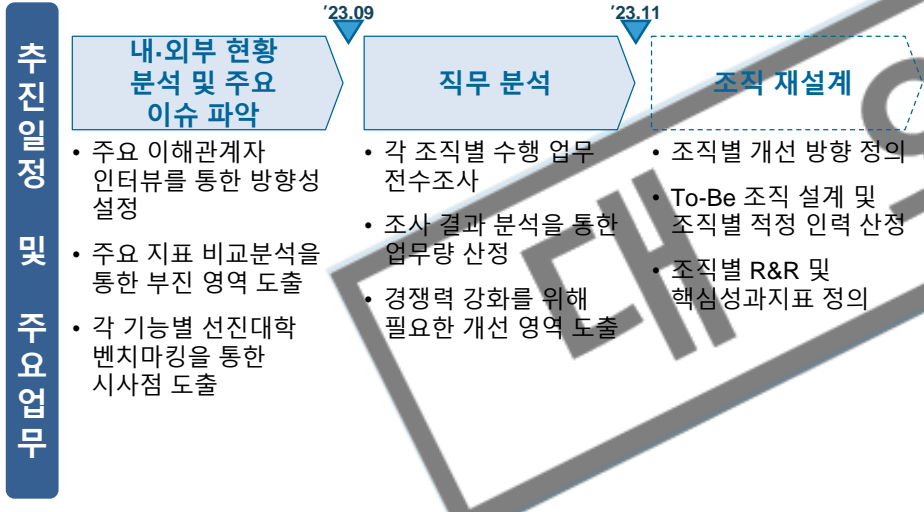 추진일정 및 주요업무
'23.09
'23.11
내·외부 현황
분석 및 주요
이슈 파악
• 주요 이해관계자
인터뷰를 통한 방향성
설정
• 주요 지표 비교분석을
통한 부진 영역 도출
• 각 기능별 선진대학
벤치마킹을 통한
시사점 도출
직무 분석
• 각 조직별 수행 업무
전수조사
• 조사 결과 분석을 통한
업무량 산정
• 경쟁력 강화를 위해
필요한 개선 영역 도출
조직 재설계
• 조직별 개선 방향 정의
• To-Be 조직 설계 및
조직별 적정 인력 산정
• 조직별 R&R 및
핵심성과지표 정의
대